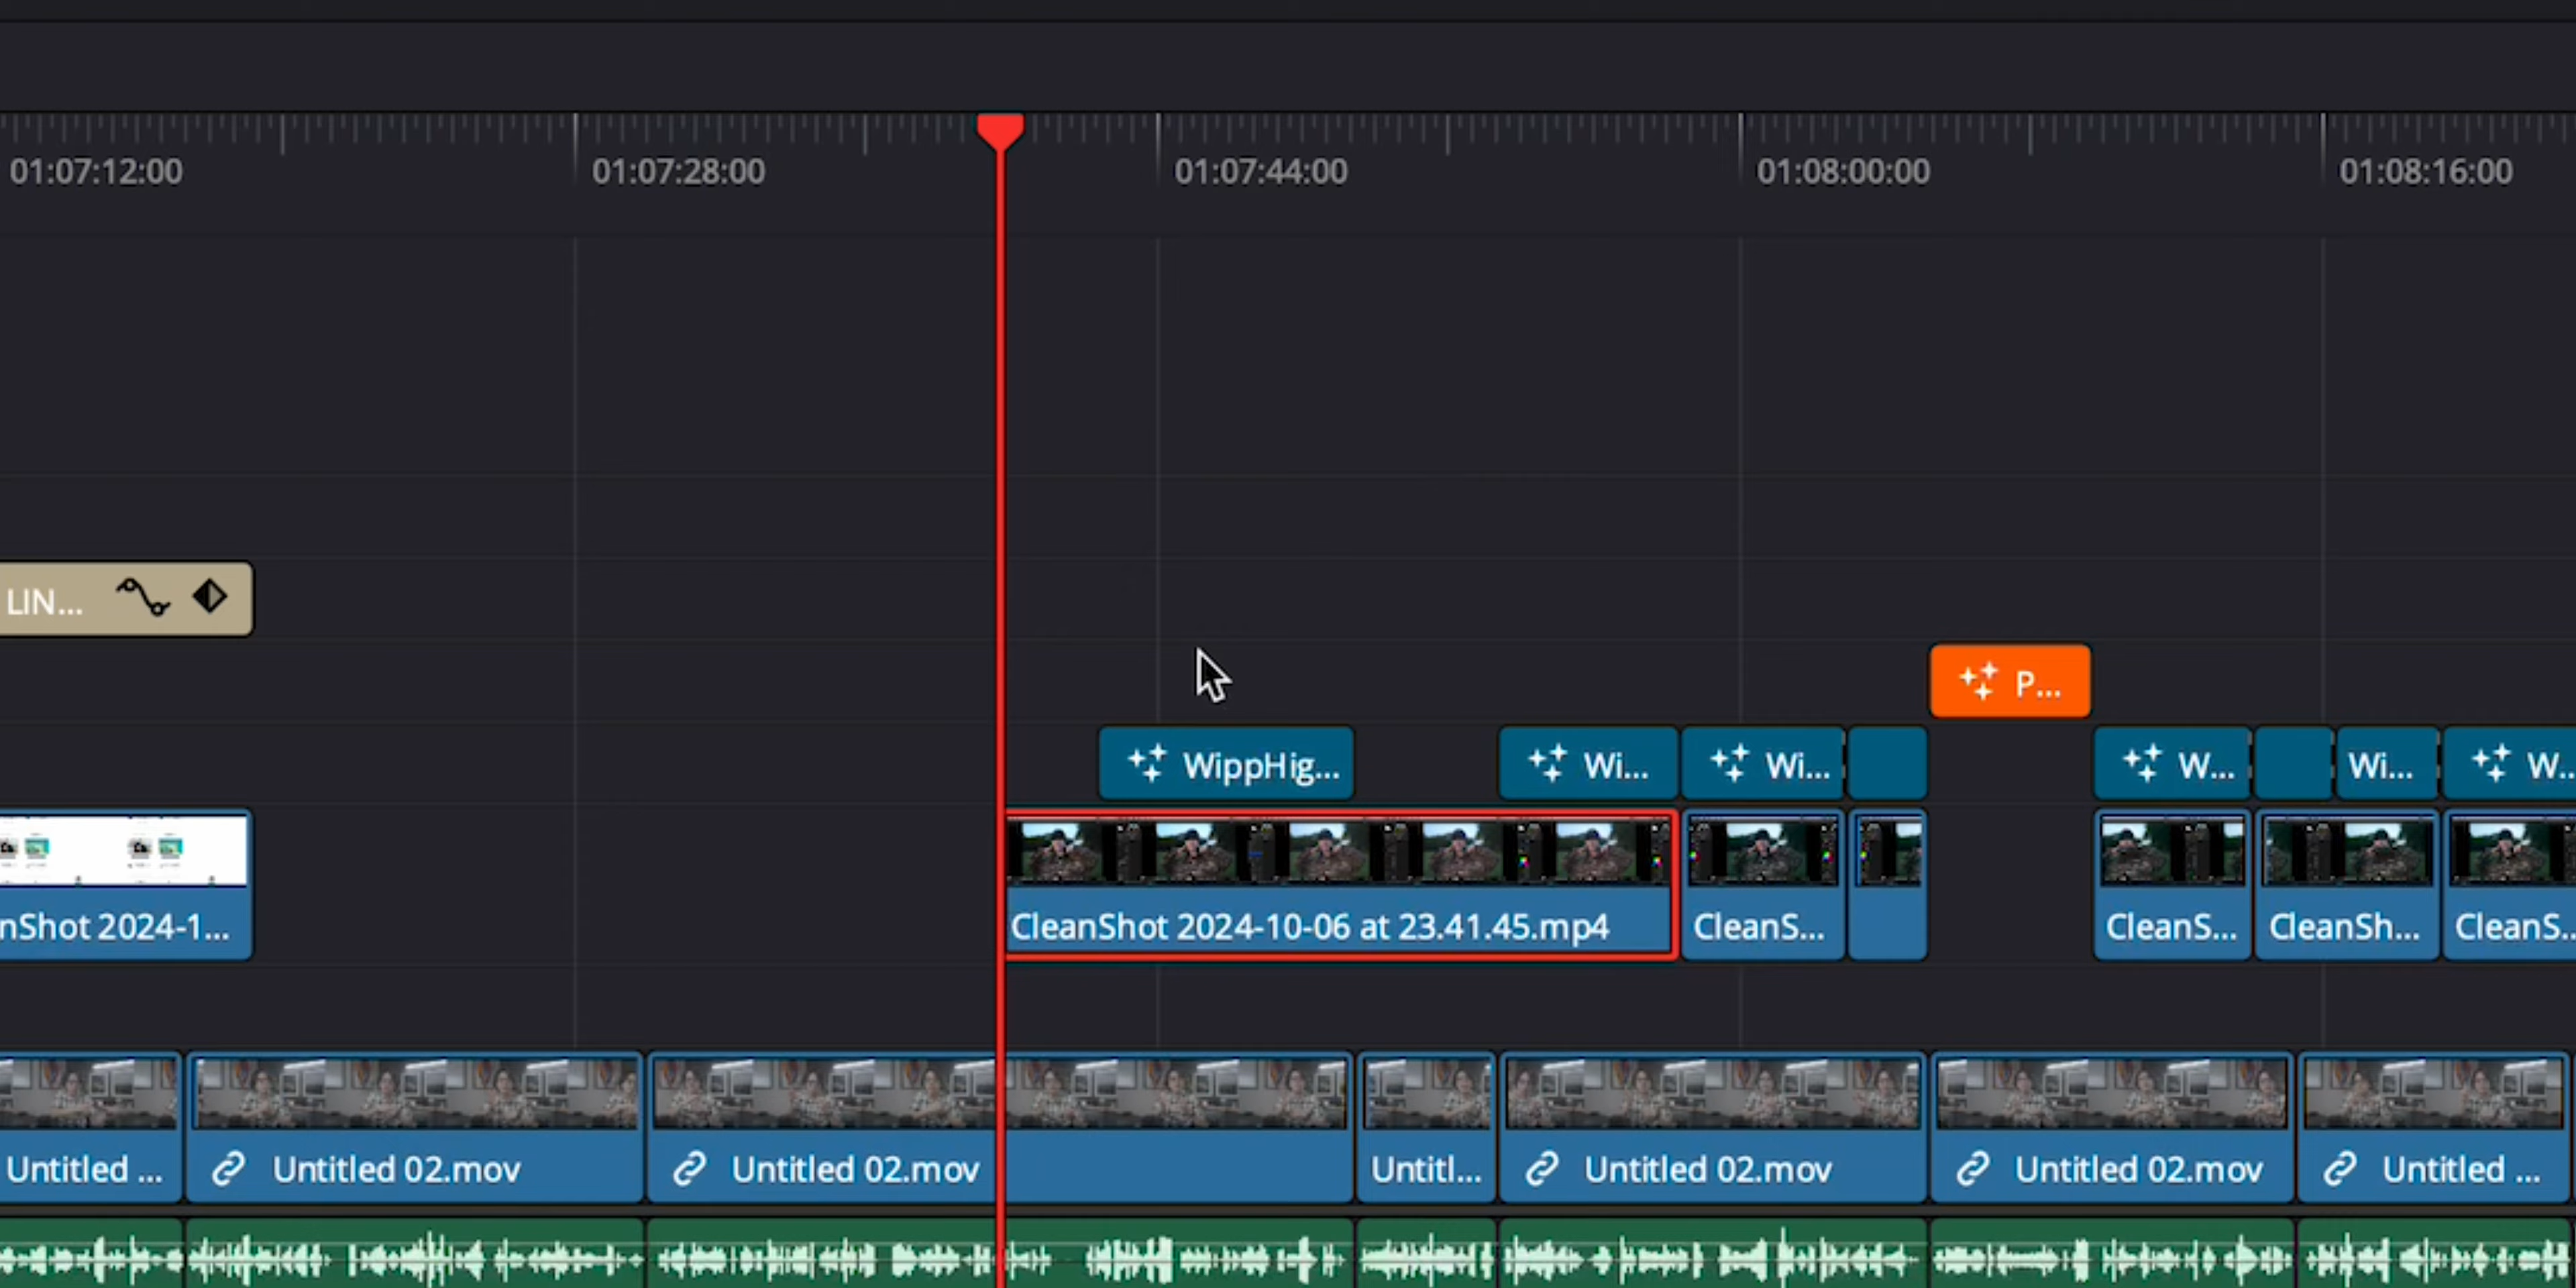 01:07:12:00 01:07:28:00 01:07:44:00 01:08:00:00 01:08:16:00
LIN...
P...
WippHig... Wi... Wi... W... Wi... W...
nShot 2024-1... CleanShot 2024-10-06 at 23.41.45.mp4 CleanS... CleanSh... CleanS... CleanS...
Untitled ... Untitled 02.mov Untitled 02.mov Untitl... Untitled 02.mov Untitled 02.mov Untitled ...